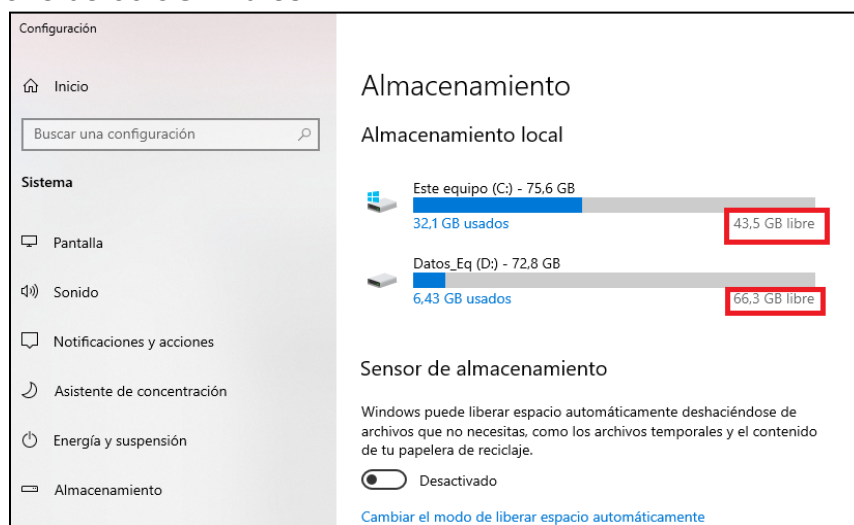 Configuración
Inicio
Buscar una configuración
Sistema
Pantalla
Sonido
Notificaciones y acciones
Asistente de concentración
Energía y suspensión
Almacenamiento
Almacenamiento
Almacenamiento local
Este equipo (C:) - 75,6 GB
32,1 GB usados 43,5 GB libre
Datos_Eq (D:) - 72,8 GB
6,43 GB usados 66,3 GB libre
Sensor de almacenamiento
Windows puede liberar espacio automáticamente deshaciéndose de
archivos que no necesitas, como los archivos temporales y el contenido
de tu papelera de reciclaje.
Desactivado
Cambiar el modo de liberar espacio automáticamente